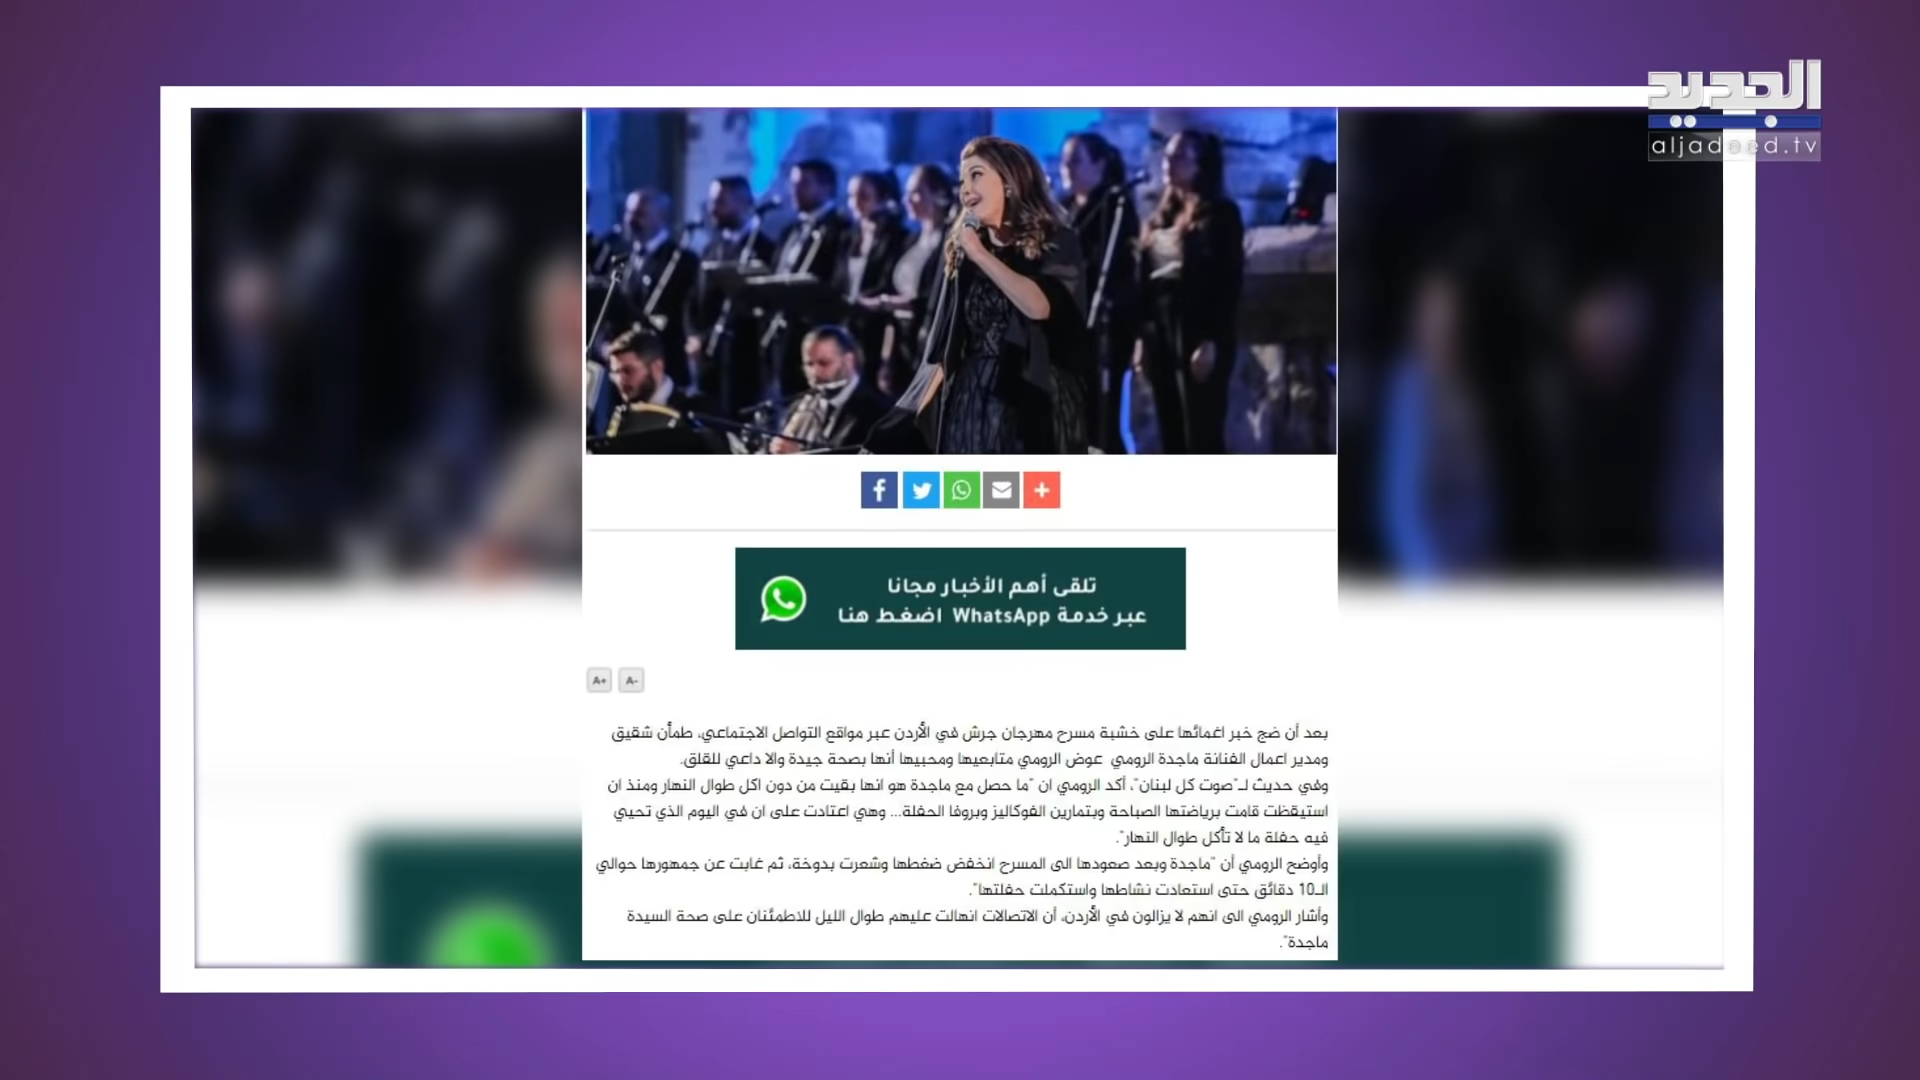 الجديد
aljadeed.tv
تلقى أهم الأخبار مجانا
عبر خدمة WhatsApp اضغط هنا
A+ A-
بعد أن ضج خبر اغمائها على خشبة مسرح مهرجان جرش في الأردن عبر مواقع التواصل الاجتماعي، طمأن شقيق
ومدير اعمال الفنانة ماجدة الرومي عوض الرومي متابعيها ومحبيها أنها بصحة جيدة والا داعي للقلق.
وفي حديث لـ"صوت كل لبنان"، أكد الرومي ان "ما حصل مع ماجدة هو انها بقيت من دون اكل طوال النهار ومنذ ان
استيقظت قامت برياضتها الصباحة وبتمارين الفوكاليز وبروفا الحفلة... وهي اعتادت على ان في اليوم الذي تحيي
فيه حفلة ما لا تأكل طوال النهار".
وأوضح الرومي أن "ماجدة وبعد صعودها الى المسرح انخفض ضغطها وشعرت بدوخة، ثم غابت عن جمهورها حوالي
الـ10 دقائق حتى استعادت نشاطها واستكملت حفلتها".
وأشار الرومي الى انهم لا يزالون في الأردن، أن الاتصالات انهالت عليهم طوال الليل للاطمئنان على صحة السيدة
ماجدة".